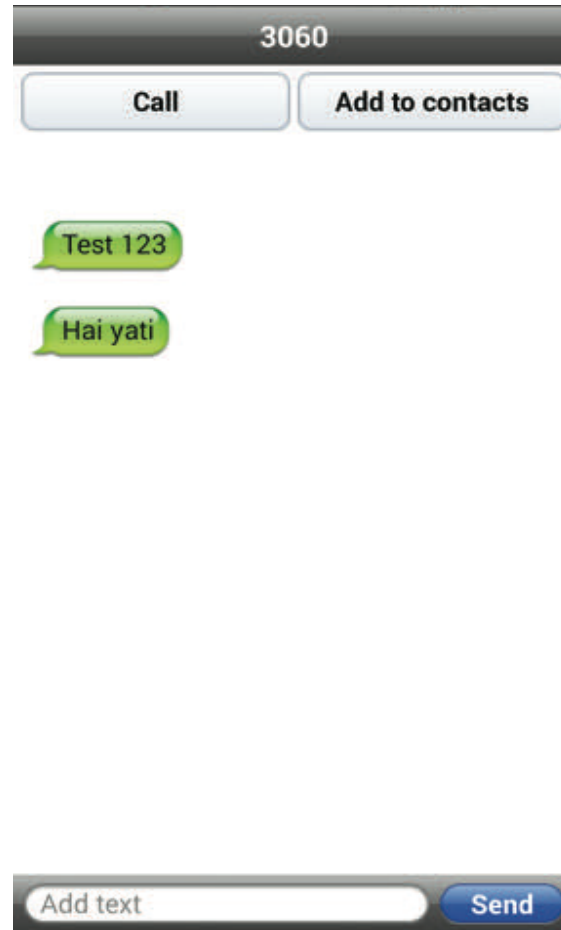 3060
Call Add to contacts
Test 123
Hai yati
Add text Send